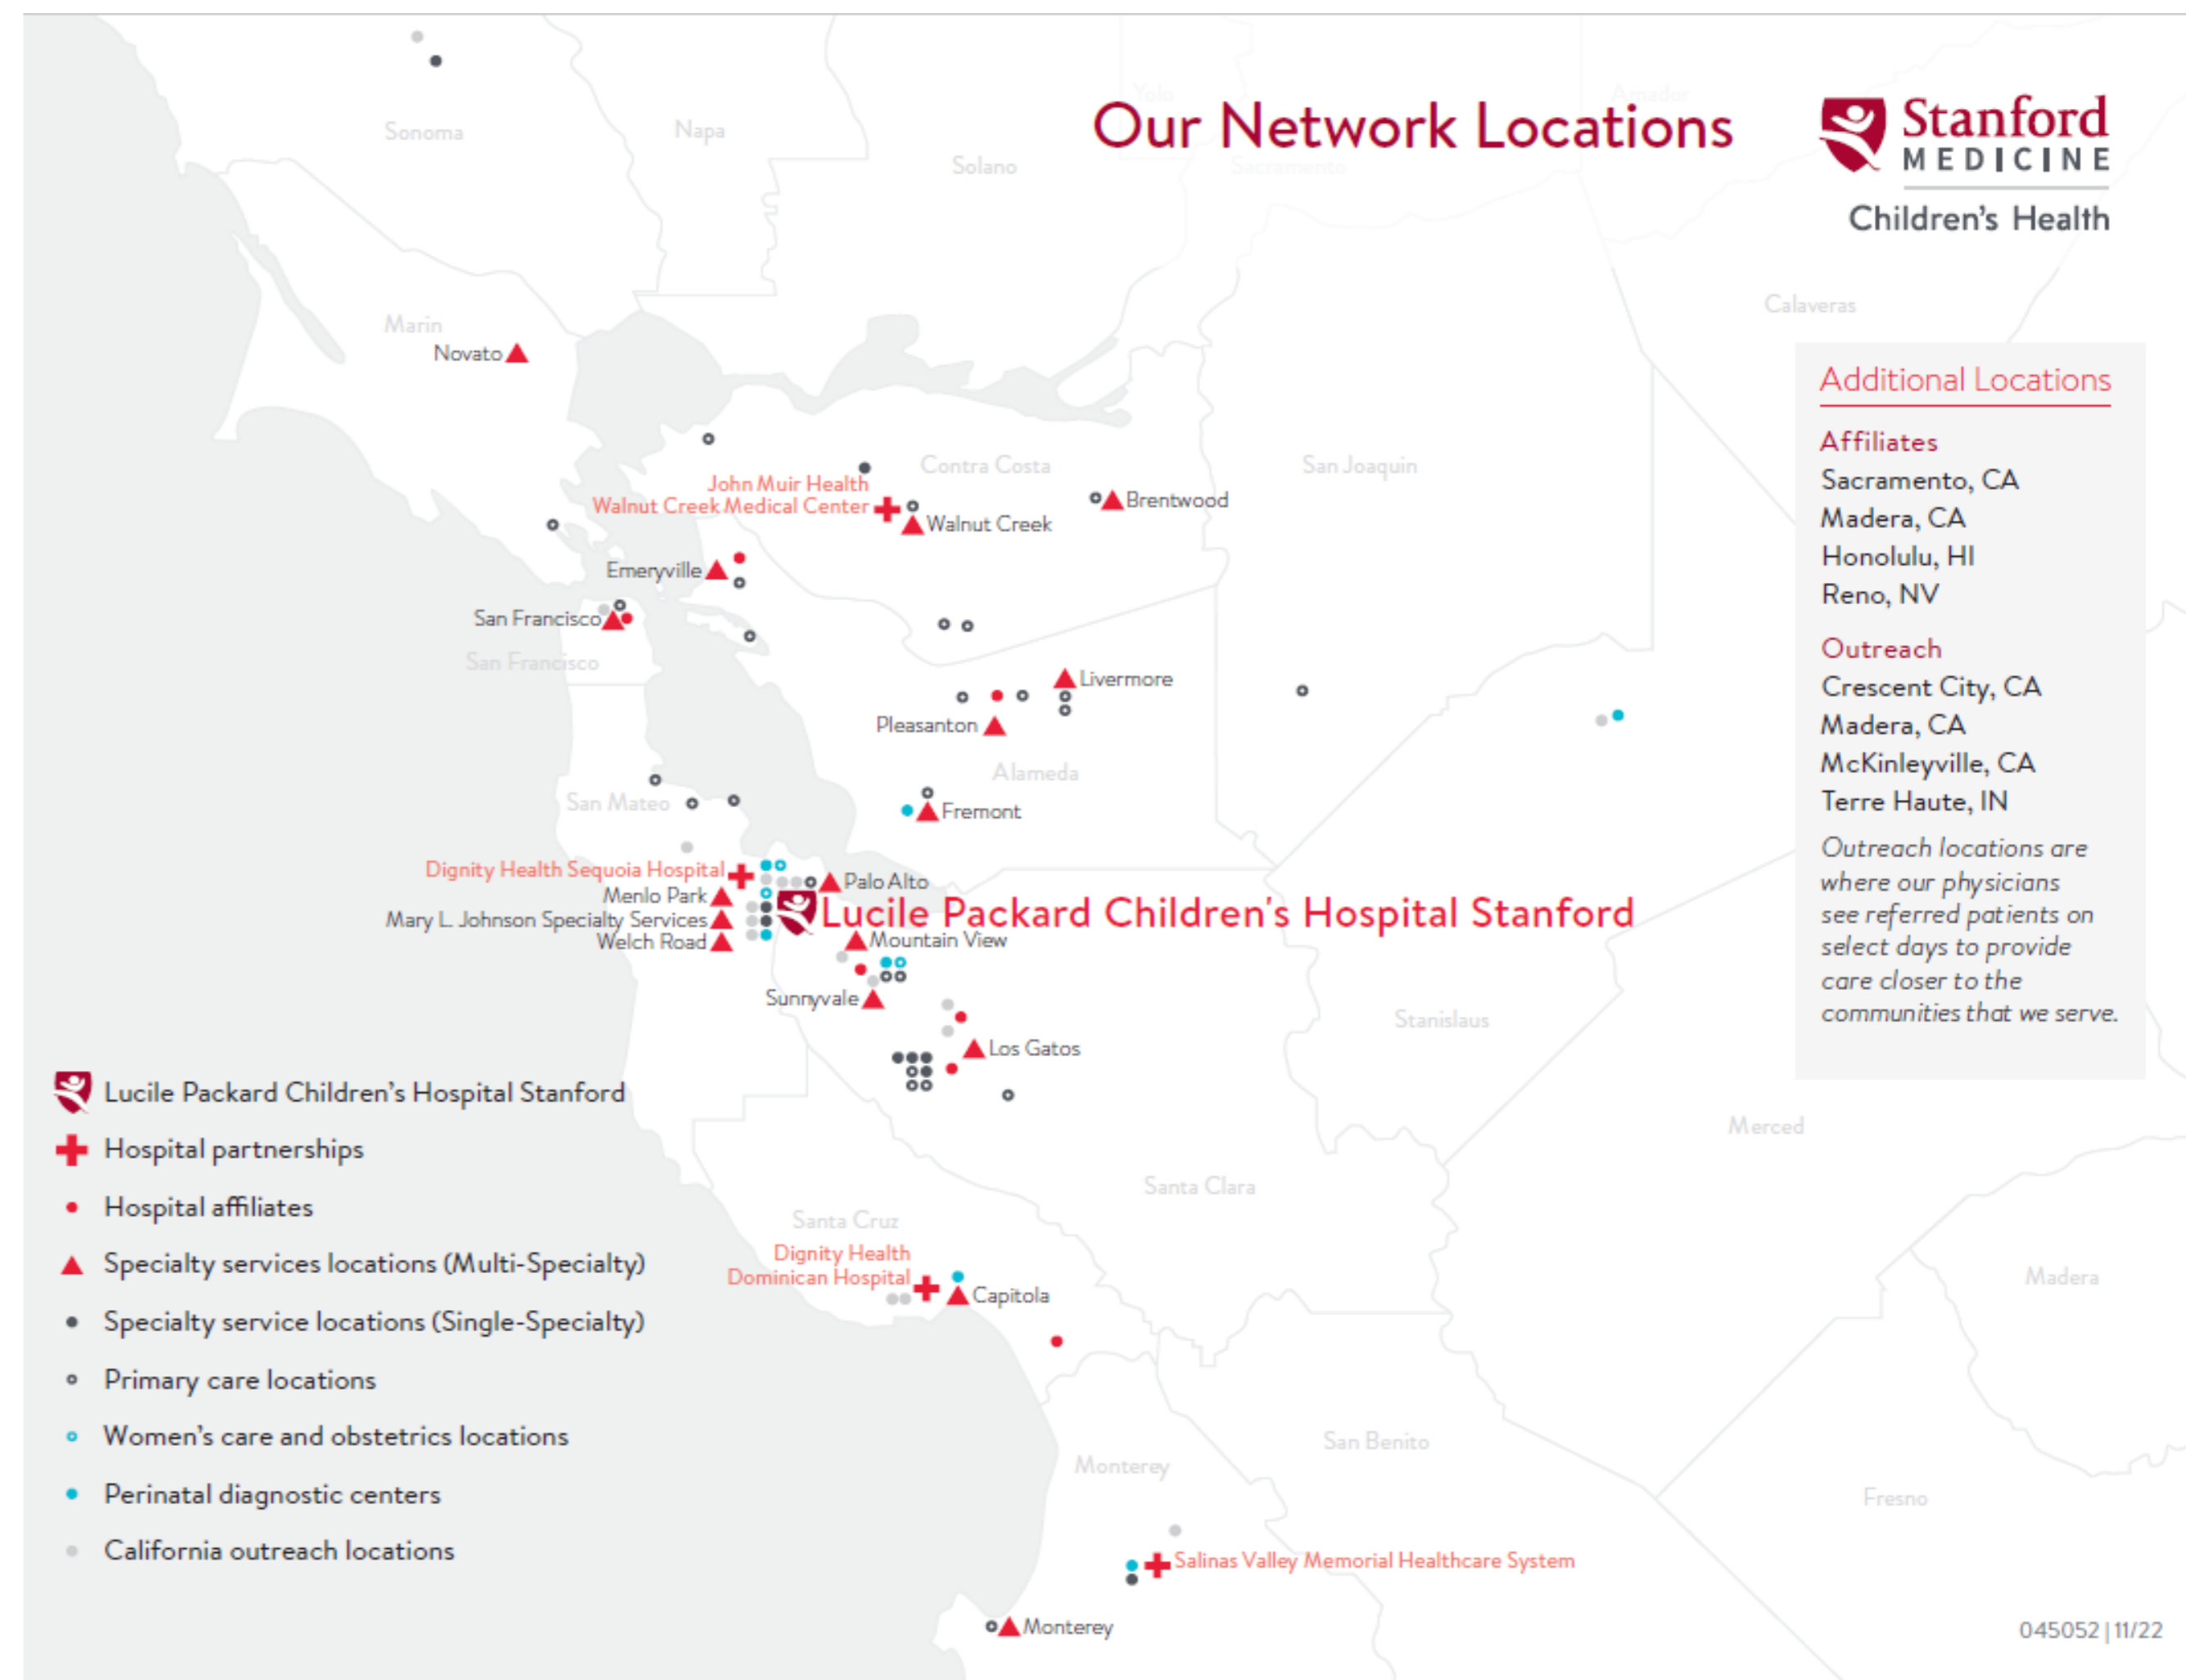 Sonoma
Napa
Yolo
Amador
Our Network Locations
Solano
Sacramento
Stanford
MEDICINE
Children's Health
Calaveras
Marin
Novato
Additional Locations
Affiliates
Sacramento, CA
Madera, CA
Honolulu, HI
Reno, NV
Outreach
Crescent City, CA
Madera, CA
McKinleyville, CA
Terre Haute, IN
Outreach locations are
where our physicians
see referred patients on
select days to provide
care closer to the
communities that we serve.
Contra Costa
San Joaquin
John Muir Health
Walnut Creek Medical Center
Brentwood
Walnut Creek
Emeryville
San Francisco
San Francisco
Livermore
Pleasanton
Alameda
San Mateo
Fremont
Dignity Health Sequoia Hospital
Palo Alto
Menlo Park
Lucile Packard Children's Hospital Stanford
Mary L. Johnson Specialty Services
Welch Road
Mountain View
Sunnyvale
Stanislaus
Los Gatos
Merced
Santa Clara
Santa Cruz
Dignity Health
Dominican Hospital
Capitola
Madera
San Benito
Monterey
Fresno
Salinas Valley Memorial Healthcare System
Monterey
Lucile Packard Children's Hospital Stanford
Hospital partnerships
Hospital affiliates
Specialty services locations (Multi-Specialty)
Specialty service locations (Single-Specialty)
Primary care locations
Women's care and obstetrics locations
Perinatal diagnostic centers
California outreach locations
045052 | 11/22